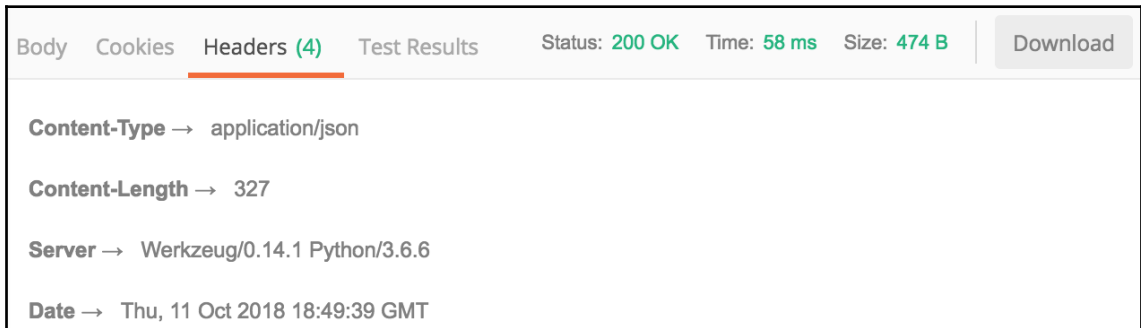 Body Cookies Headers (4) Test Results Status: 200 OK Time: 58 ms Size: 474 B Download
Content-Type → application/json
Content-Length → 327
Server → Werkzeug/0.14.1 Python/3.6.6
Date → Thu, 11 Oct 2018 18:49:39 GMT